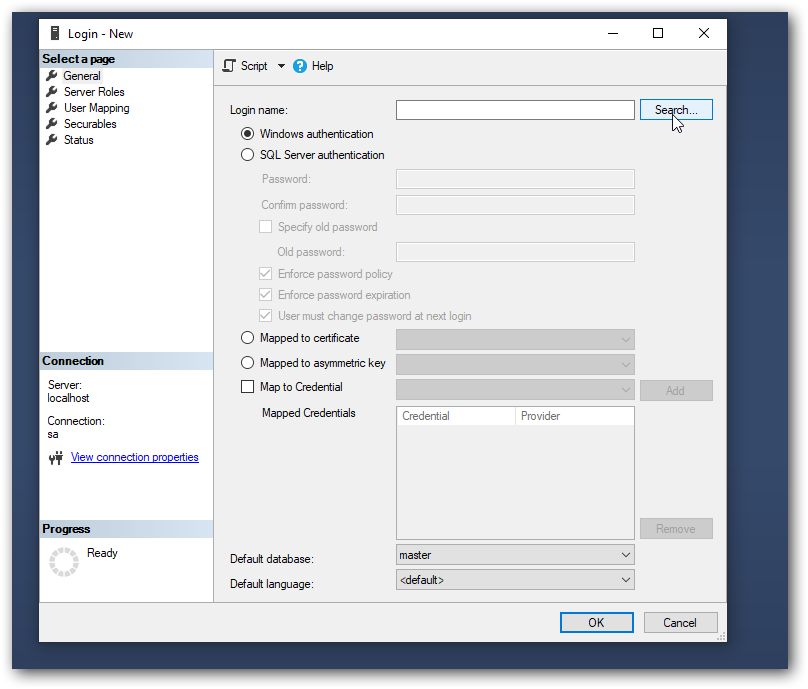 Login - New
Select a page
General
Server Roles
User Mapping
Securables
Status
Connection
Server:
localhost
Connection:
sa
View connection properties
Progress
Ready
Script
Help
Login name:
Search...
Windows authentication
SQL Server authentication
Password:
Confirm password:
Specify old password
Old password:
Enforce password policy
Enforce password expiration
User must change password at next login
Mapped to certificate
Mapped to asymmetric key
Map to Credential
Add
Mapped Credentials
Credential Provider
Remove
Default database: master
Default language: <default>
OK Cancel